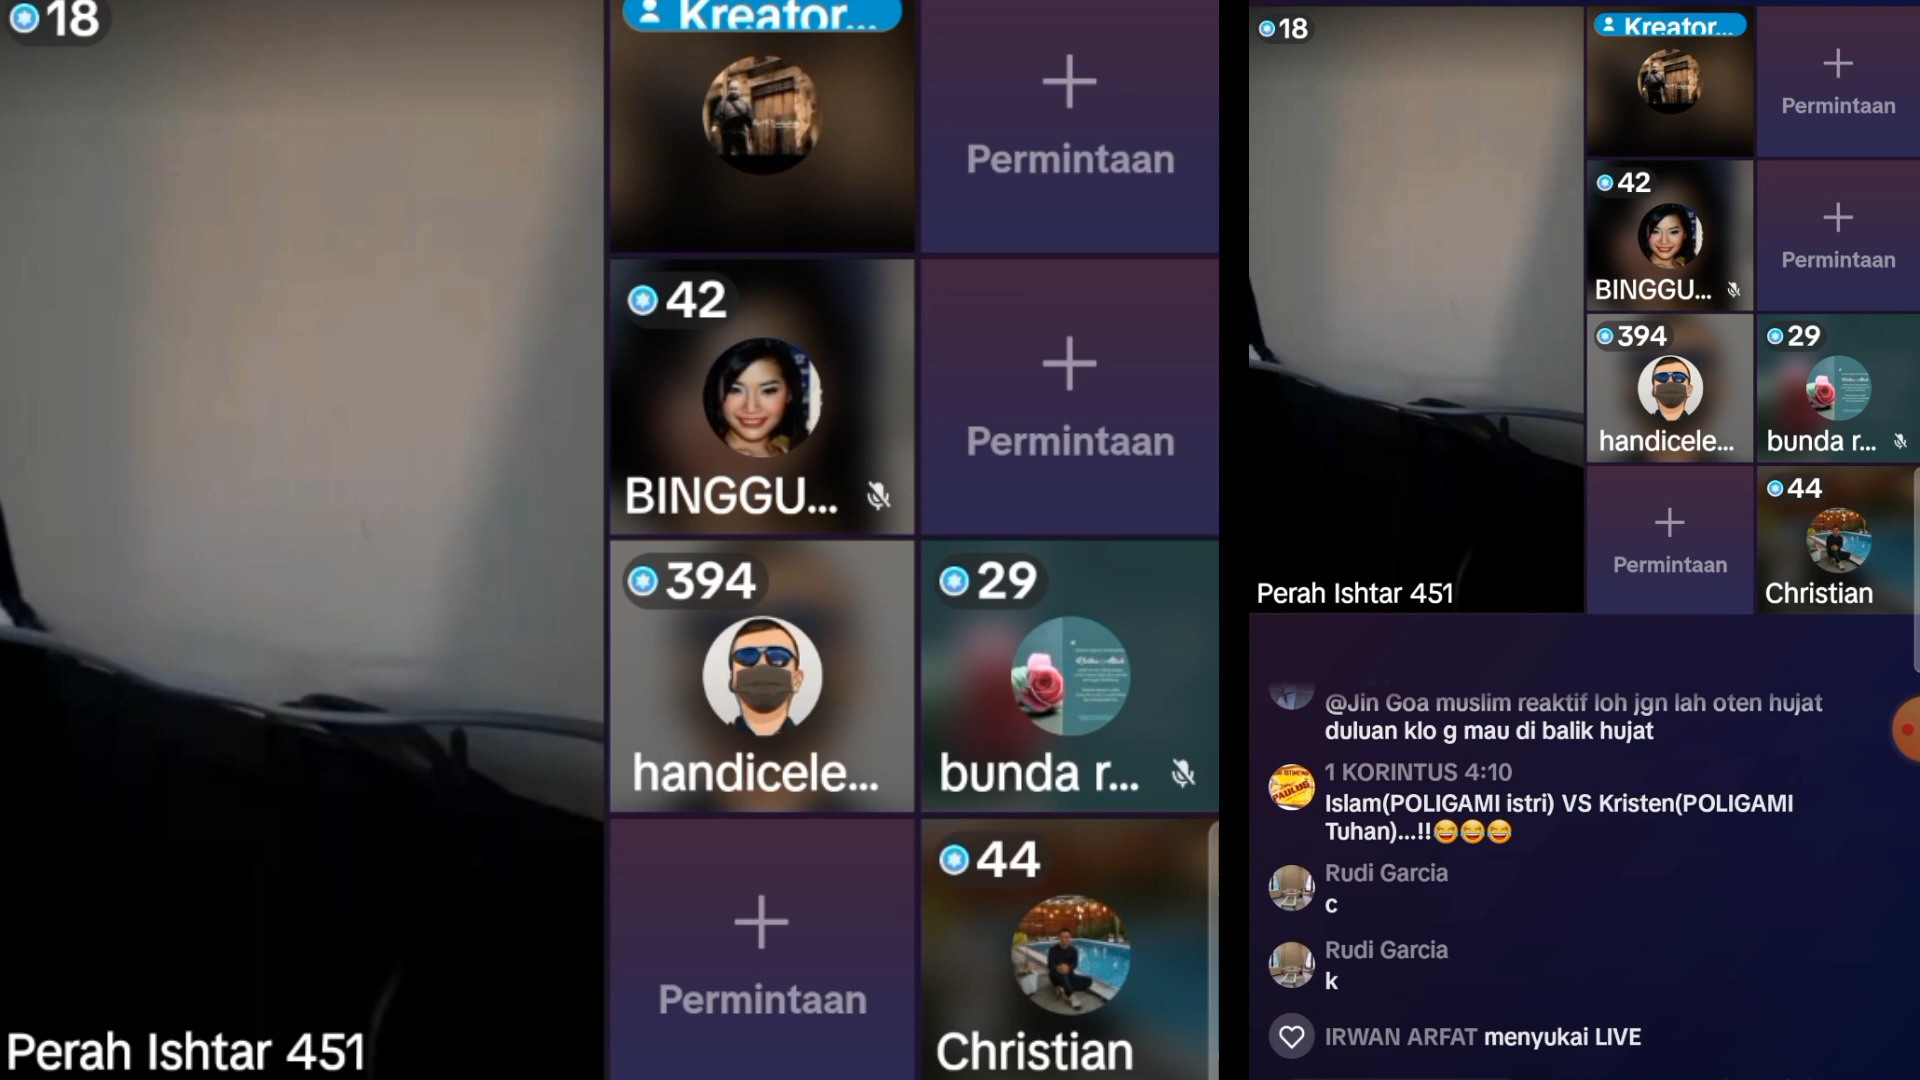 18
Kreator...
Permintaan
42
BINGGU...
Permintaan
394
handicele...
29
bunda r...
Permintaan
44
Christian
Perah Ishtar 451
18
Kreator...
Permintaan
42
BINGGU...
Permintaan
394
handicele...
29
bunda r...
Permintaan
44
Christian
Perah Ishtar 451
@Jin Goa muslim reaktif loh jgn lah oten hujat
duluan klo g mau di balik hujat
1 KORINTUS 4:10
PAULUS
Islam(POLIGAMI istri) VS Kristen(POLIGAMI
Tuhan)...!!😂😂😂
Rudi Garcia
c
Rudi Garcia
k
IRWAN ARFAT menyukai LIVE